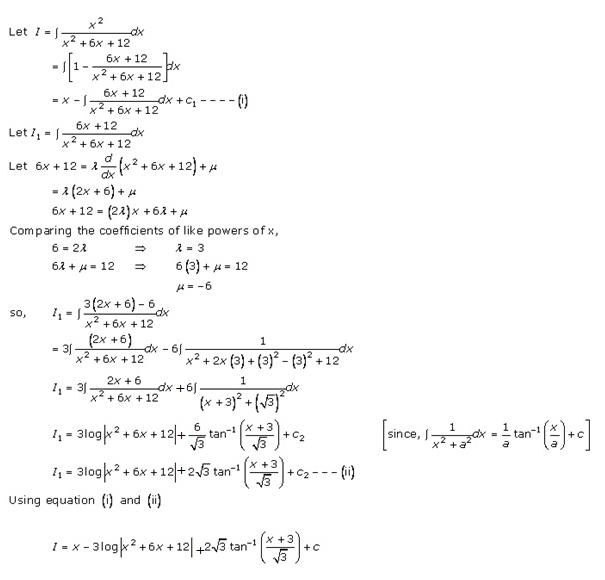 Let I = ∫ x²/(x² + 6x + 12) dx
= ∫[1 − (6x + 12)/(x² + 6x + 12)]dx
= x − ∫ (6x + 12)/(x² + 6x + 12) dx + c₁ − − − − (i)
Let I₁ = ∫ (6x + 12)/(x² + 6x + 12) dx
Let 6x + 12 = λ d/dx (x² + 6x + 12) + μ
= λ(2x + 6) + μ
6x + 12 = (2λ)x + 6λ + μ
Comparing the coefficients of like powers of x,
6 = 2λ ⇒ λ = 3
6λ + μ = 12 ⇒ 6(3) + μ = 12
μ = −6
so, I₁ = ∫ (3(2x + 6) − 6)/(x² + 6x + 12) dx
= 3∫ (2x + 6)/(x² + 6x + 12) dx − 6∫ 1/(x² + 2x(3) + (3)² − (3)² + 12) dx
I₁ = 3∫ (2x + 6)/(x² + 6x + 12) dx + 6∫ 1/((x + 3)² + (√3)²) dx
I₁ = 3log|x² + 6x + 12| + 6/√3 tan⁻¹((x + 3)/√3) + c₂ [since, ∫ 1/(x² + a²) dx = 1/a tan⁻¹(x/a) + c]
I₁ = 3log|x² + 6x + 12| + 2√3 tan⁻¹((x + 3)/√3) + c₂ − − − (ii)
Using equation (i) and (ii)
I = x − 3log|x² + 6x + 12| + 2√3 tan⁻¹((x + 3)/√3) + c